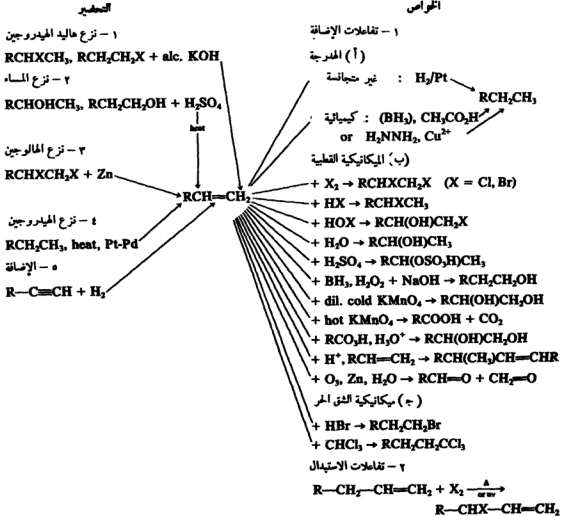 التحضير
١ – نزع هاليد الهيدروجين
RCHXCH₃, RCH₂CH₂X + alc. KOH
٢ – نزع المساء
RCHOHCH₃, RCH₂CH₂OH + H₂SO₄
heat
٣ – نزع الهالوجين
RCHXCH₂X + Zn
RCH=CH₂
٤ – نزع الهيدروجين
RCH₂CH₃, heat, Pt-Pd
٥ – الإضافة
R—C≡CH + H₂
الخواص
١ – تفاعلات الإضافة
(أ) الهدرجة
غير متجانسة : H₂/Pt
RCH₂CH₃
كيميائية : (BH₃), CH₃CO₂H
or H₂NNH₂, Cu²⁺
(ب) الميكانيكية القطبية
+ X₂ → RCHXCH₂X (X = Cl, Br)
+ HX → RCHXCH₃
+ HOX → RCH(OH)CH₂X
+ H₂O → RCH(OH)CH₃
+ H₂SO₄ → RCH(OSO₃H)CH₃
+ BH₃, H₂O₂ + NaOH → RCH₂CH₂OH
+ dil. cold KMnO₄ → RCH(OH)CH₂OH
+ hot KMnO₄ → RCOOH + CO₂
+ RCO₃H, H₃O⁺ → RCH(OH)CH₂OH
+ H⁺, RCH=CH₂ → RCH(CH₃)CH=CHR
+ O₃, Zn, H₂O → RCH=O + CH₂=O
(جـ) ميكانيكية الشق الحر
+ HBr → RCH₂CH₂Br
+ CHCl₃ → RCH₂CH₂CCl₃
٢ – تفاعلات الاستبدال
R—CH₂—CH=CH₂ + X₂ —Δ or uv→
R—CHX—CH=CH₂